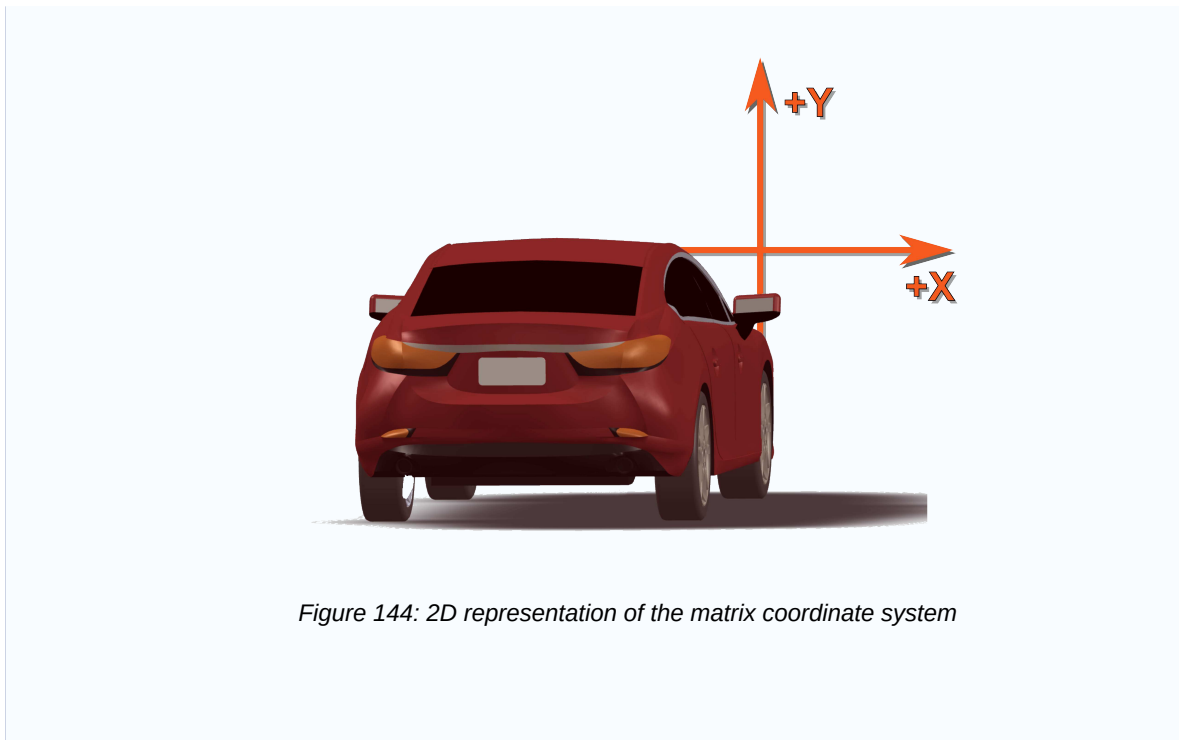 +Y
+X
Figure 144: 2D representation of the matrix coordinate system